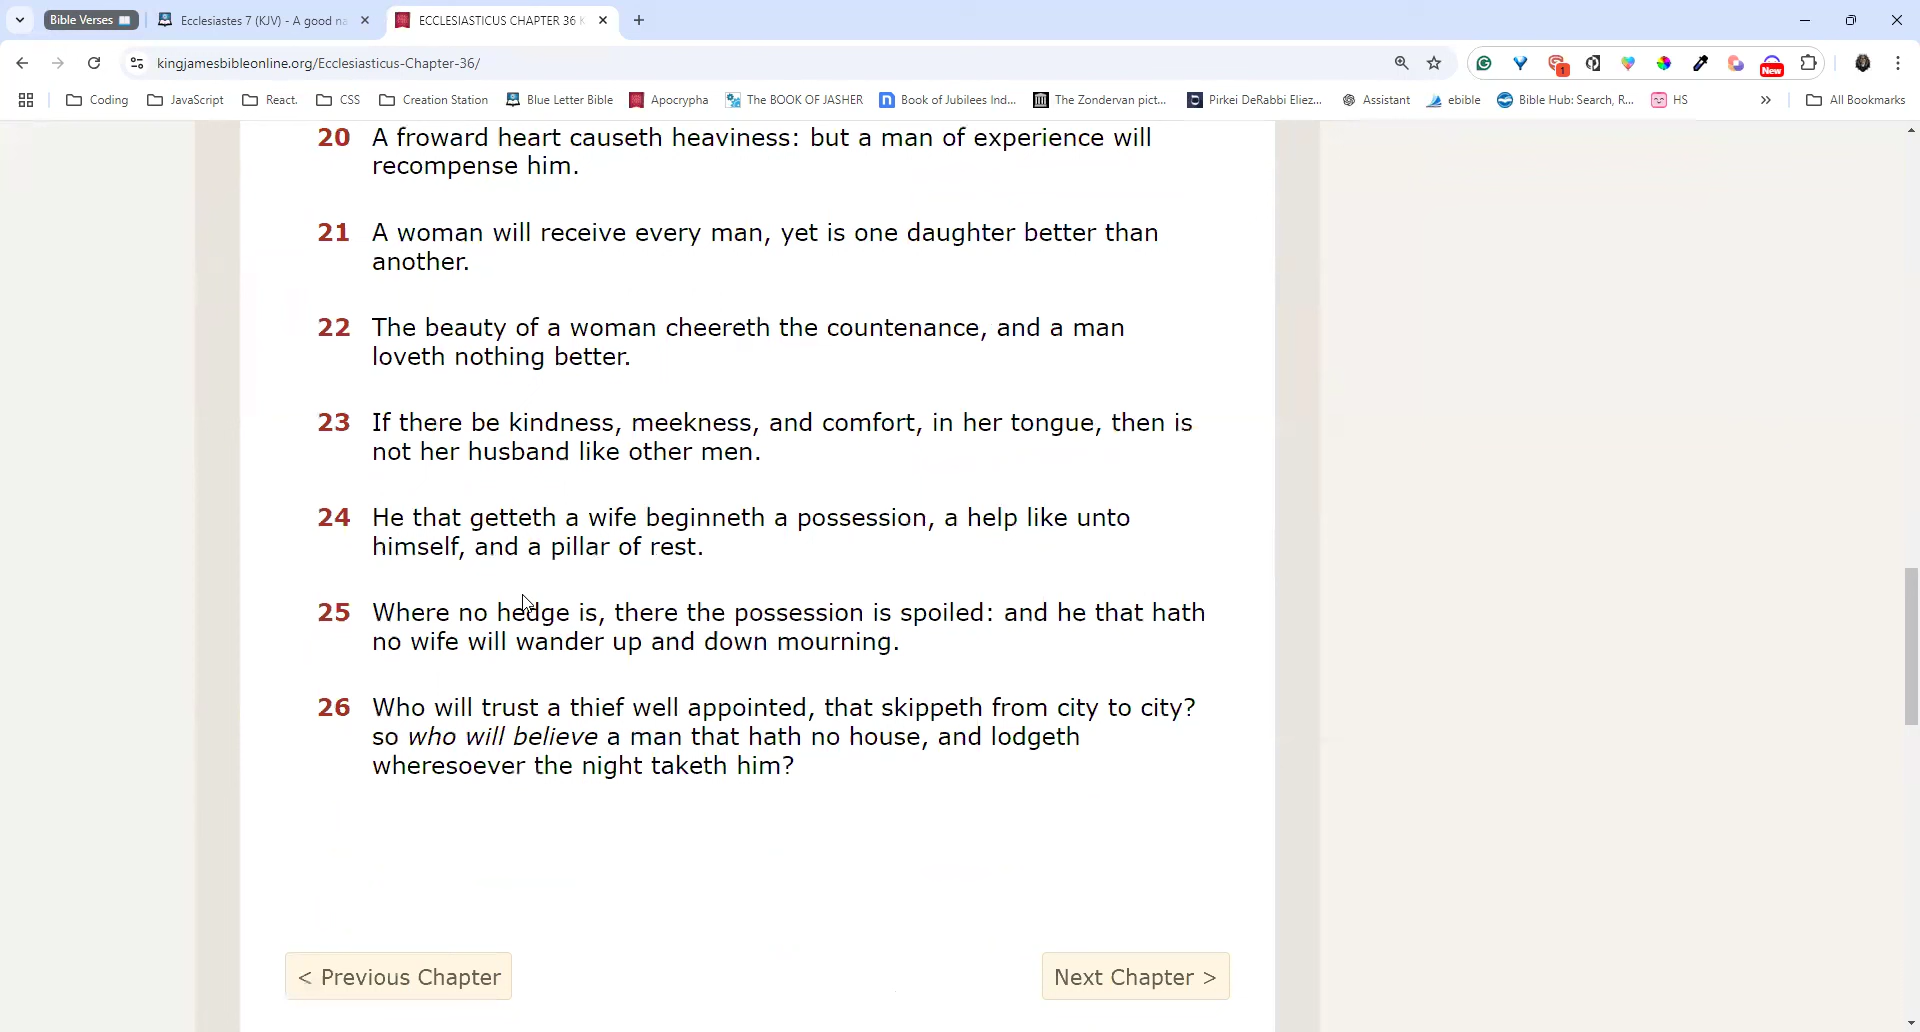 Bible Verses
Ecclesiastes 7 (KJV) - A good na
ECCLESIASTICUS CHAPTER 36 K
kingjamesbibleonline.org/Ecclesiasticus-Chapter-36/
1
New
Coding
JavaScript
React.
CSS
Creation Station
Blue Letter Bible
Apocrypha
The BOOK OF JASHER
Book of Jubilees Ind...
The Zondervan pict...
Pirkei DeRabbi Eliez...
Assistant
ebible
Bible Hub: Search, R...
HS
All Bookmarks
20 A froward heart causeth heaviness: but a man of experience will
recompense him.
21 A woman will receive every man, yet is one daughter better than
another.
22 The beauty of a woman cheereth the countenance, and a man
loveth nothing better.
23 If there be kindness, meekness, and comfort, in her tongue, then is
not her husband like other men.
24 He that getteth a wife beginneth a possession, a help like unto
himself, and a pillar of rest.
25 Where no hedge is, there the possession is spoiled: and he that hath
no wife will wander up and down mourning.
26 Who will trust a thief well appointed, that skippeth from city to city?
so who will believe a man that hath no house, and lodgeth
wheresoever the night taketh him?
< Previous Chapter
Next Chapter >